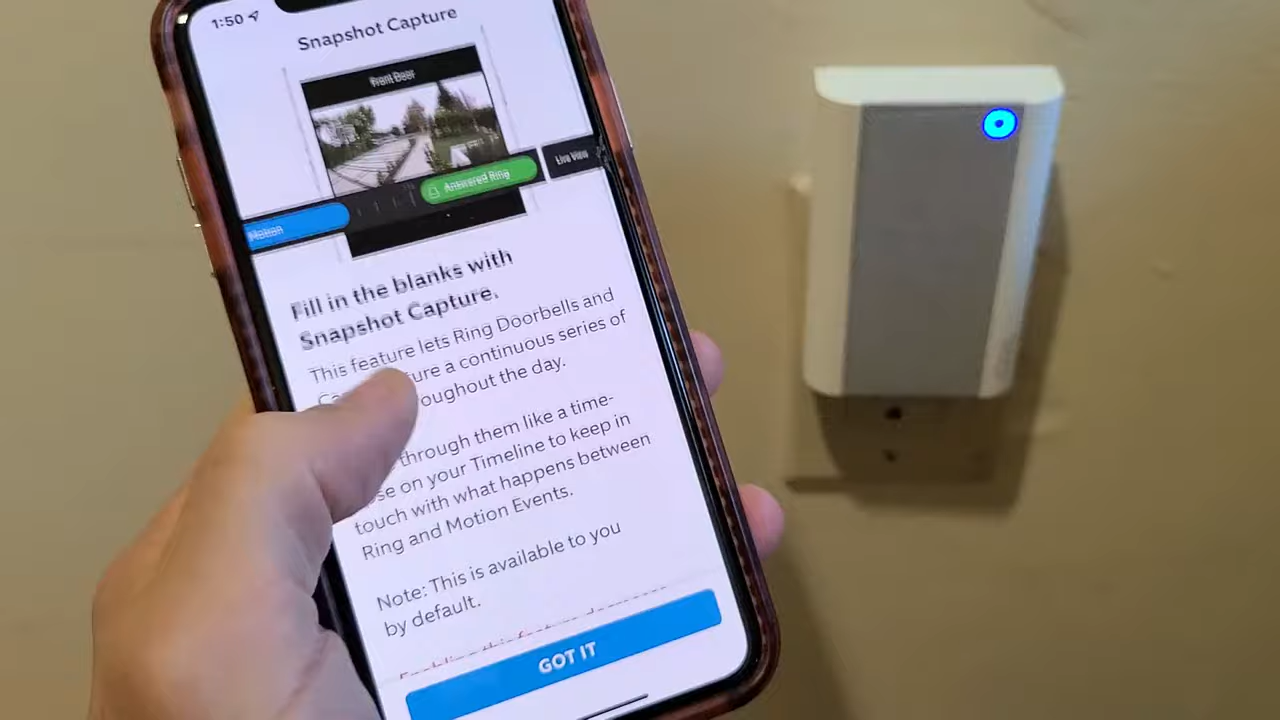 1:50
Snapshot Capture
Front Door
Live View
Answered Ring
Motion
Fill in the blanks with
Snapshot Capture.
This feature lets Ring Doorbells and
a continuous series of
the day.
through them like a time-
on your Timeline to keep in
touch with what happens between
Ring and Motion Events.
Note: This is available to you
by default.
GOT IT